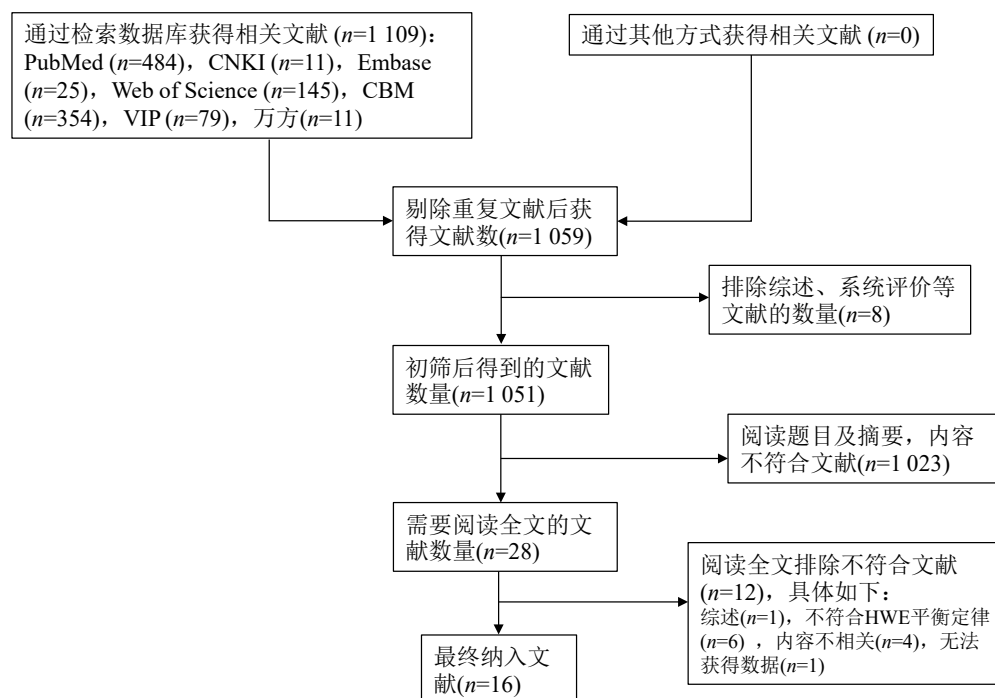 通过检索数据库获得相关文献 (n=1 109)：
PubMed (n=484)，CNKI (n=11)，Embase
(n=25)，Web of Science (n=145)，CBM
(n=354)，VIP (n=79)，万方(n=11)
通过其他方式获得相关文献 (n=0)
剔除重复文献后获
得文献数(n=1 059)
排除综述、系统评价等
文献的数量(n=8)
初筛后得到的文献
数量(n=1 051)
阅读题目及摘要，内容
不符合文献(n=1 023)
需要阅读全文的文
献数量(n=28)
阅读全文排除不符合文献
(n=12)，具体如下：
综述(n=1)，不符合HWE平衡定律
(n=6) ，内容不相关(n=4)，无法
获得数据(n=1)
最终纳入文
献(n=16)